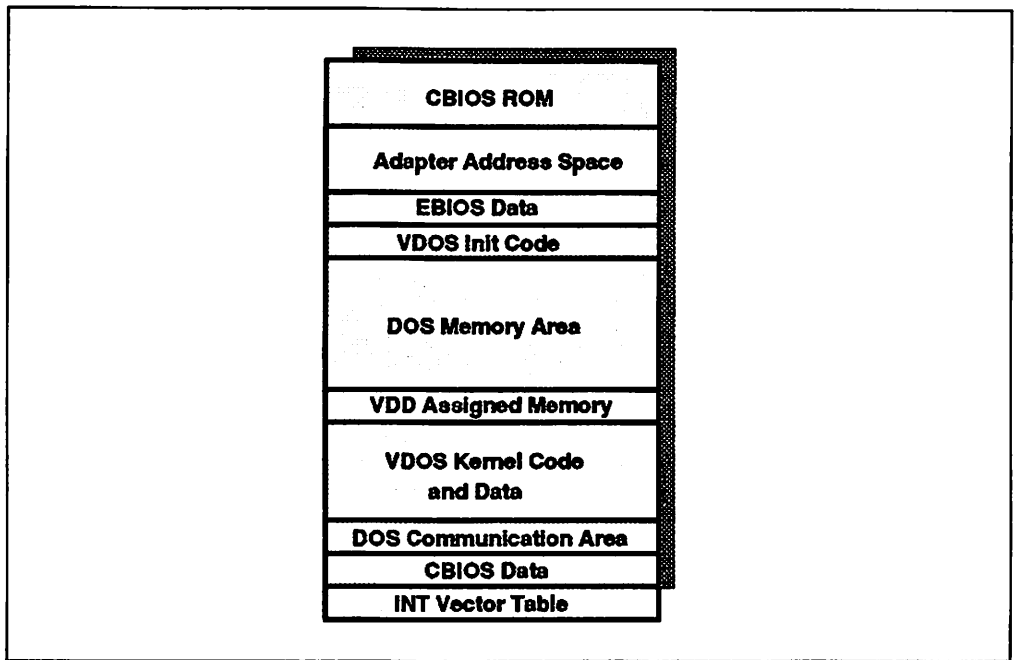 CBIOS ROM
Adapter Address Space
EBIOS Data
VDOS Init Code
DOS Memory Area
VDD Assigned Memory
VDOS Kernel Code
and Data
DOS Communication Area
CBIOS Data
INT Vector Table